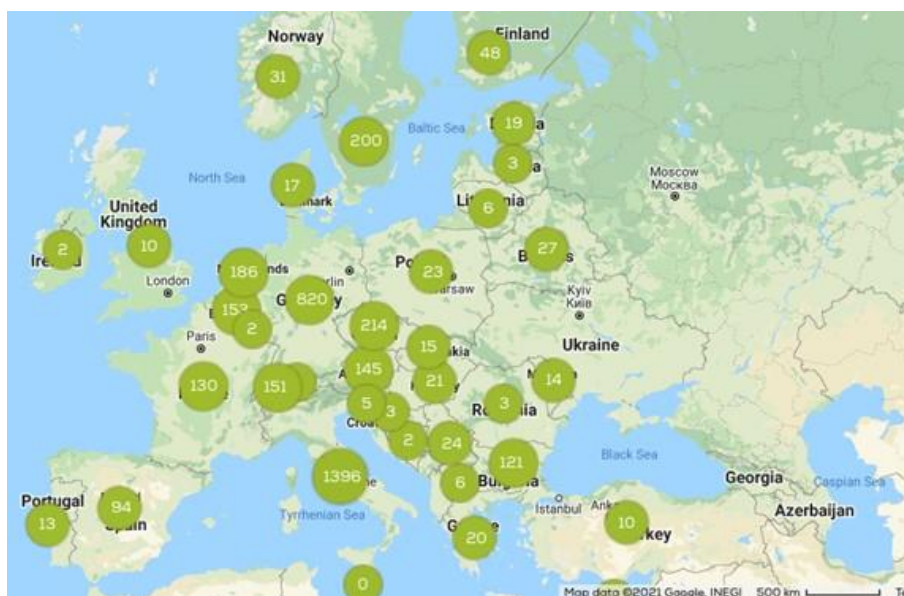 Norway
Finland
48
31
19
200
Baltic Sea
3
Moscow
Москва
North Sea
17
6
United
Kingdom
2
10
27
London
186
23
153
820
Kyiv
Київ
2
214
Ukraine
Paris
15
145
130
151
21
14
5
3
3
2
24
121
Black Sea
1396
6
Georgia
Caspian Sea
Portugal
94
13
Spain
Tyrrhenian Sea
Istanbul
10
Azerbaijan
20
0
Map data ©2021 Google, INEGI 500 km